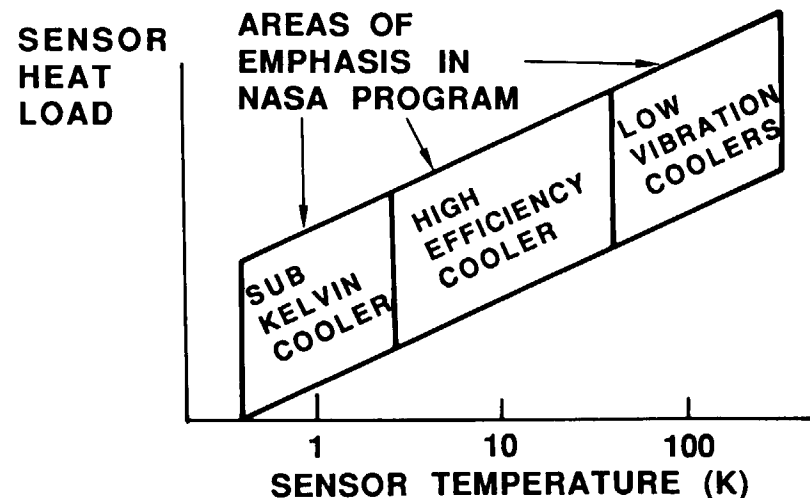 SENSOR
HEAT
LOAD
AREAS OF
EMPHASIS IN
NASA PROGRAM
SUB
KELVIN
COOLER
HIGH
EFFICIENCY
COOLER
LOW
VIBRATION
COOLERS
1 10 100
SENSOR TEMPERATURE (K)